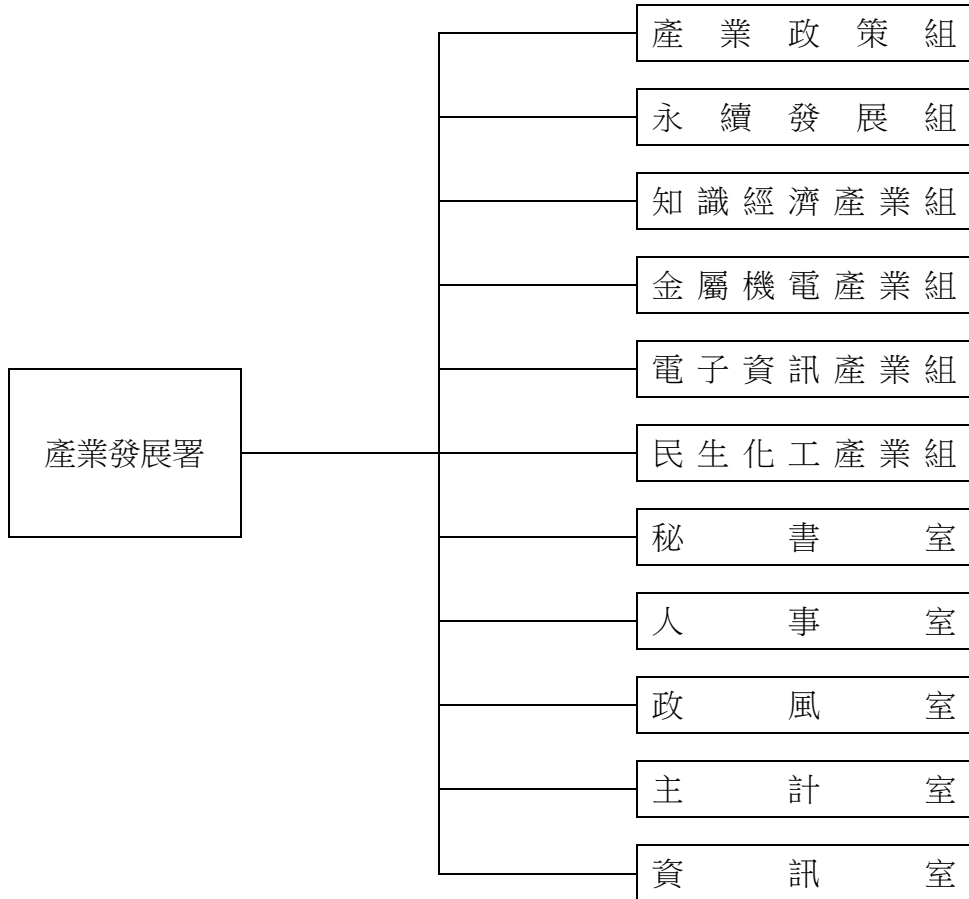 產業政策組
永續發展組
知識經濟產業組
金屬機電產業組
電子資訊產業組
產業發展署
民生化工產業組
秘書室
人事室
政風室
主計室
資訊室